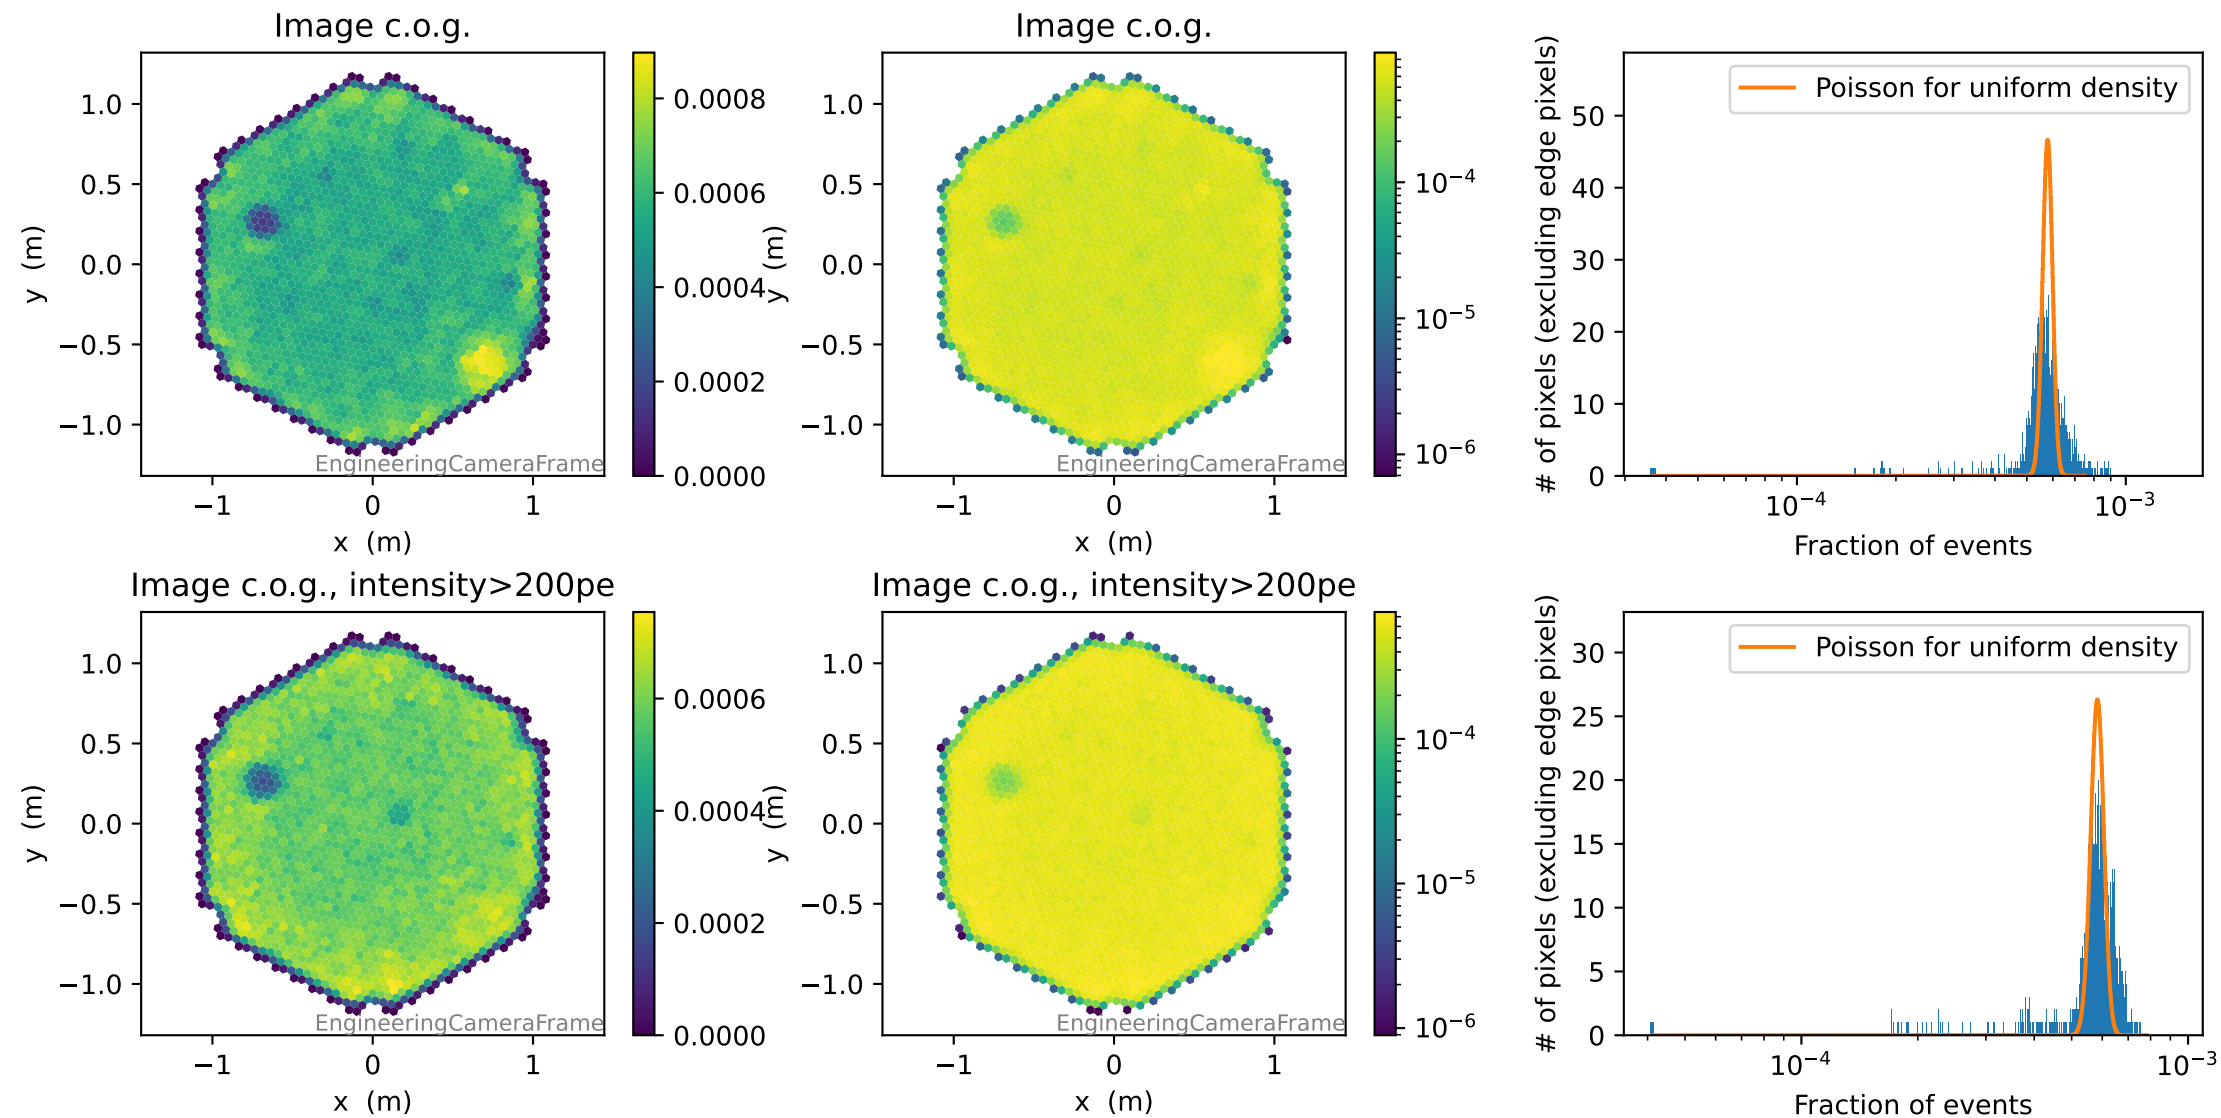 Image c.o.g.
1.0
0.5
0.0
−0.5
−1.0
y (m)
−1
0
1
x (m)
EngineeringCameraFrame
0.0008
0.0006
0.0004
0.0002
0.0000
Image c.o.g.
1.0
0.5
0.0
−0.5
−1.0
y (m)
−1
0
1
x (m)
EngineeringCameraFrame
10⁻⁴
10⁻⁵
10⁻⁶
Poisson for uniform density
50
40
30
20
10
0
# of pixels (excluding edge pixels)
10⁻⁴
10⁻³
Fraction of events
Image c.o.g., intensity>200pe
1.0
0.5
0.0
−0.5
−1.0
y (m)
−1
0
1
x (m)
EngineeringCameraFrame
0.0006
0.0004
0.0002
0.0000
Image c.o.g., intensity>200pe
1.0
0.5
0.0
−0.5
−1.0
y (m)
−1
0
1
x (m)
EngineeringCameraFrame
10⁻⁴
10⁻⁵
10⁻⁶
Poisson for uniform density
30
25
20
15
10
5
0
# of pixels (excluding edge pixels)
10⁻⁴
10⁻³
Fraction of events